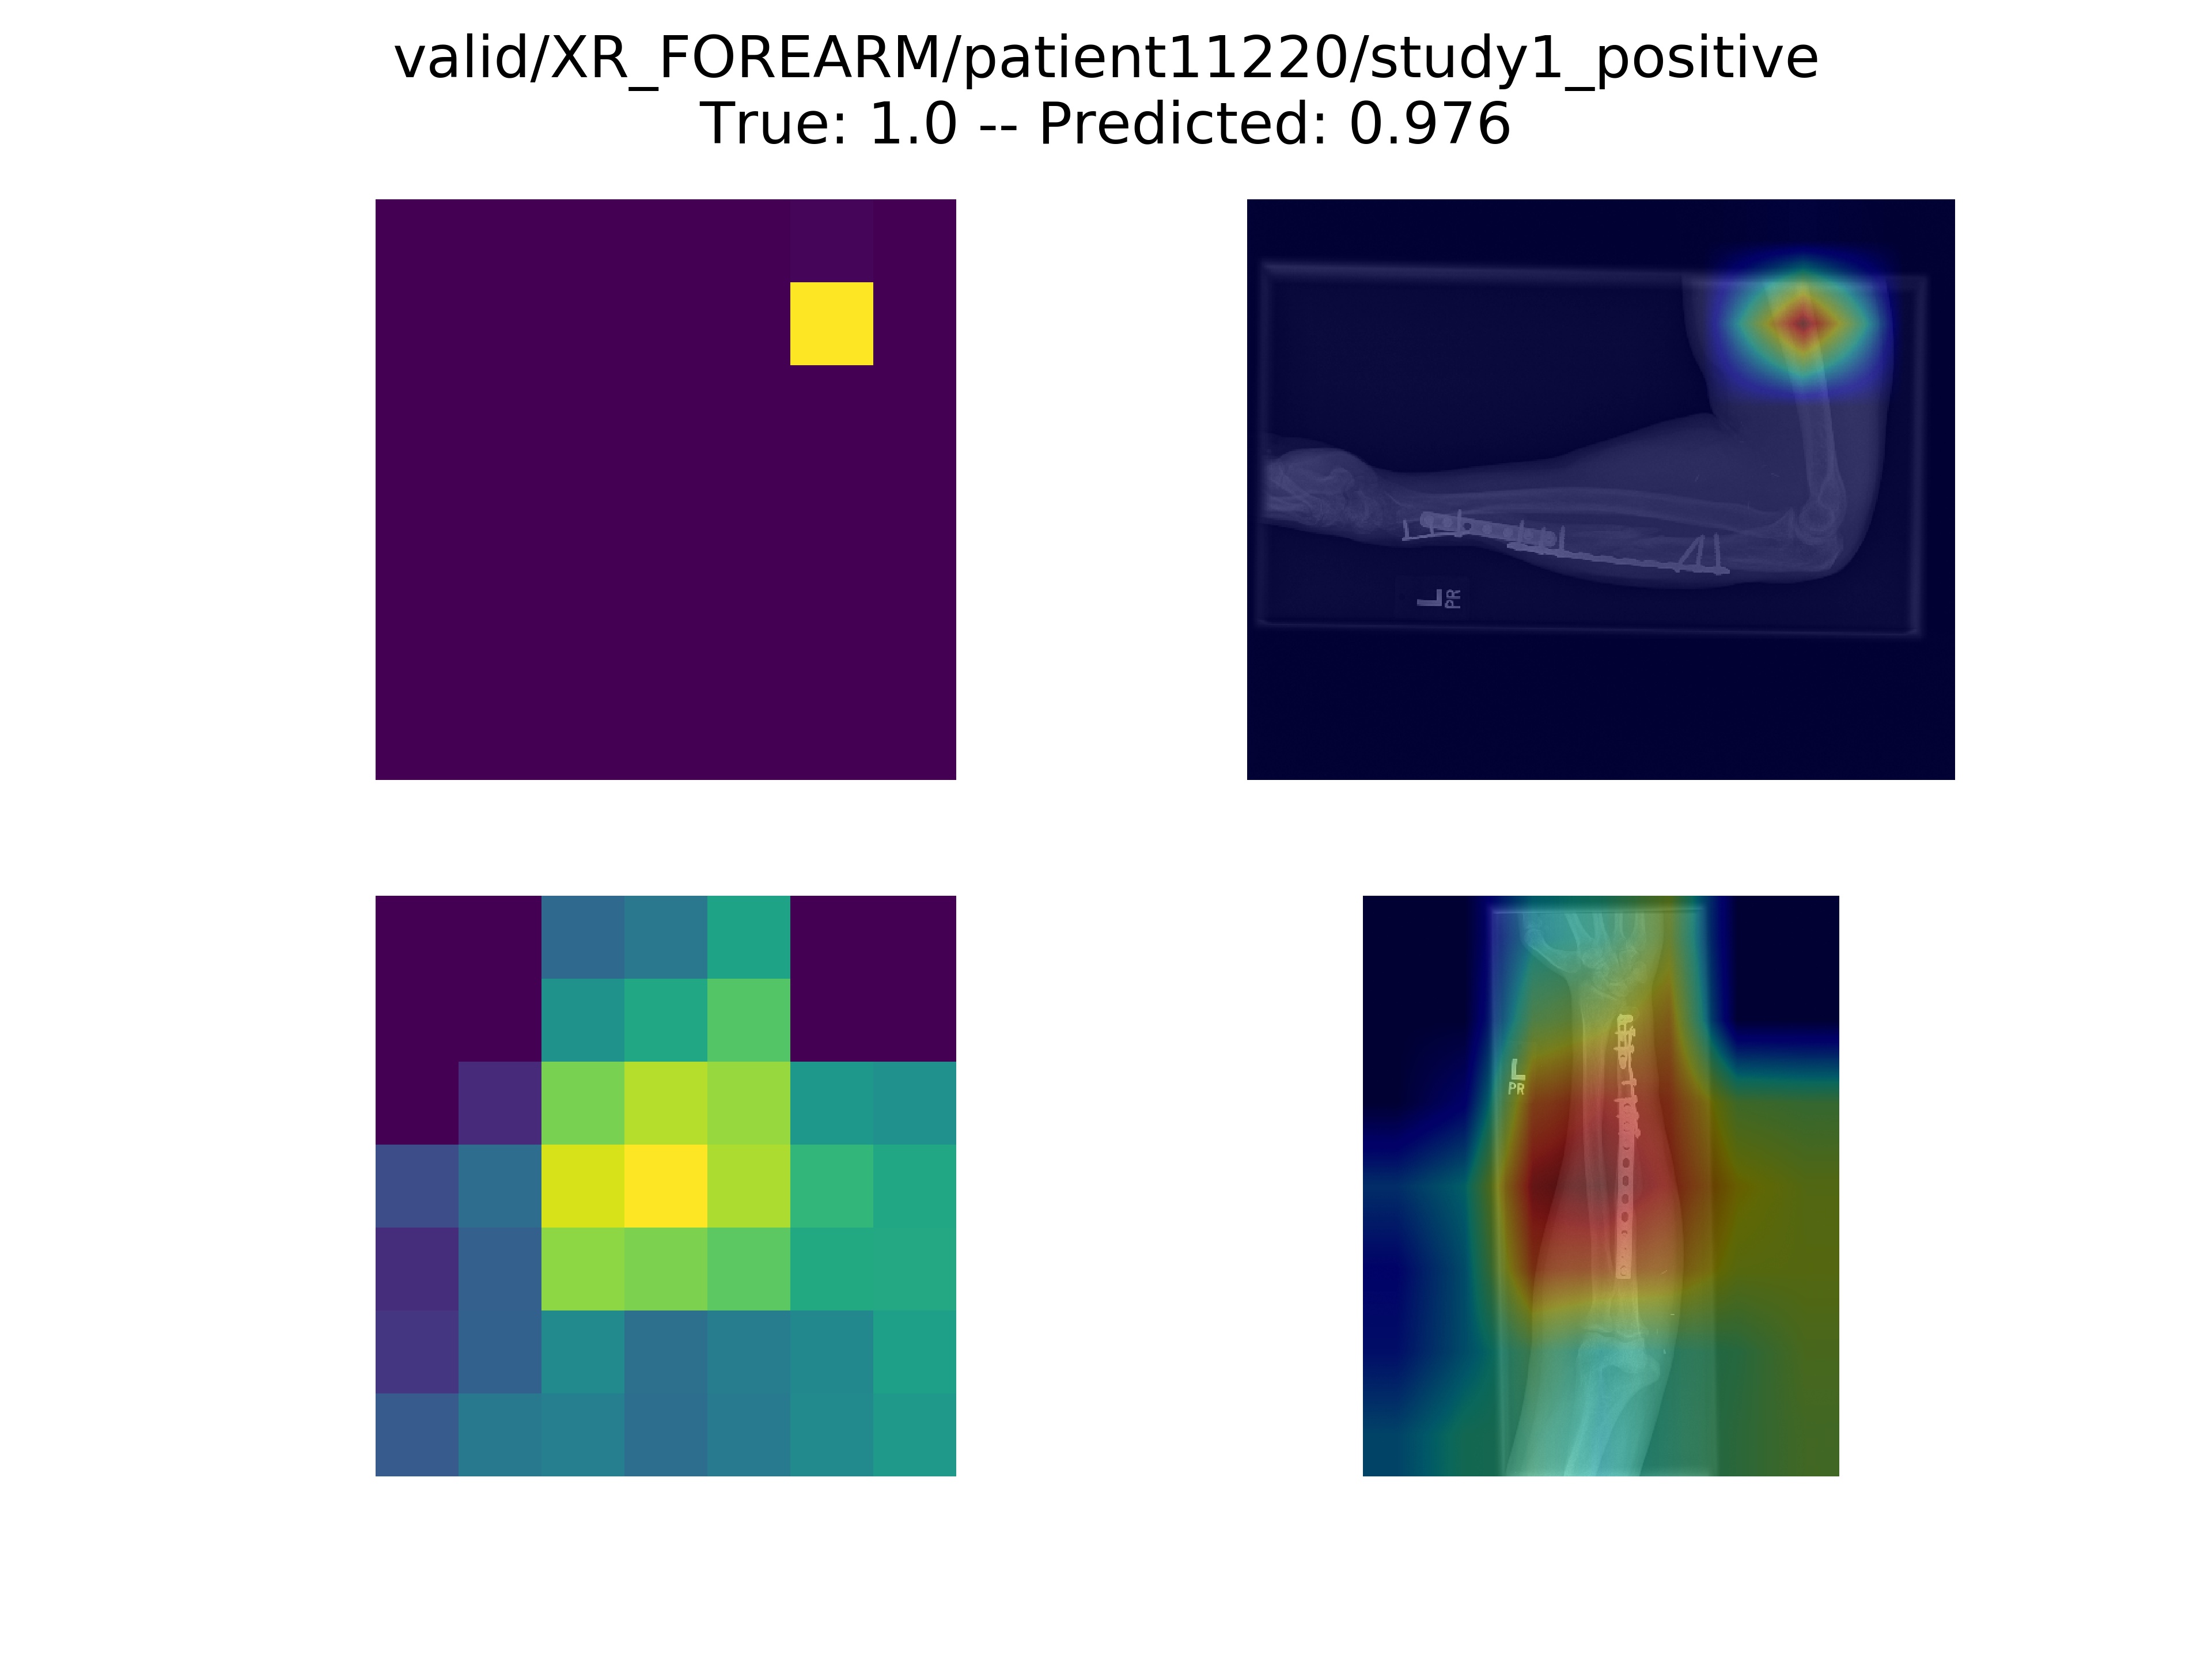 valid/XR_FOREARM/patient11220/study1_positive
True: 1.0 -- Predicted: 0.976
L
PR
L
PR